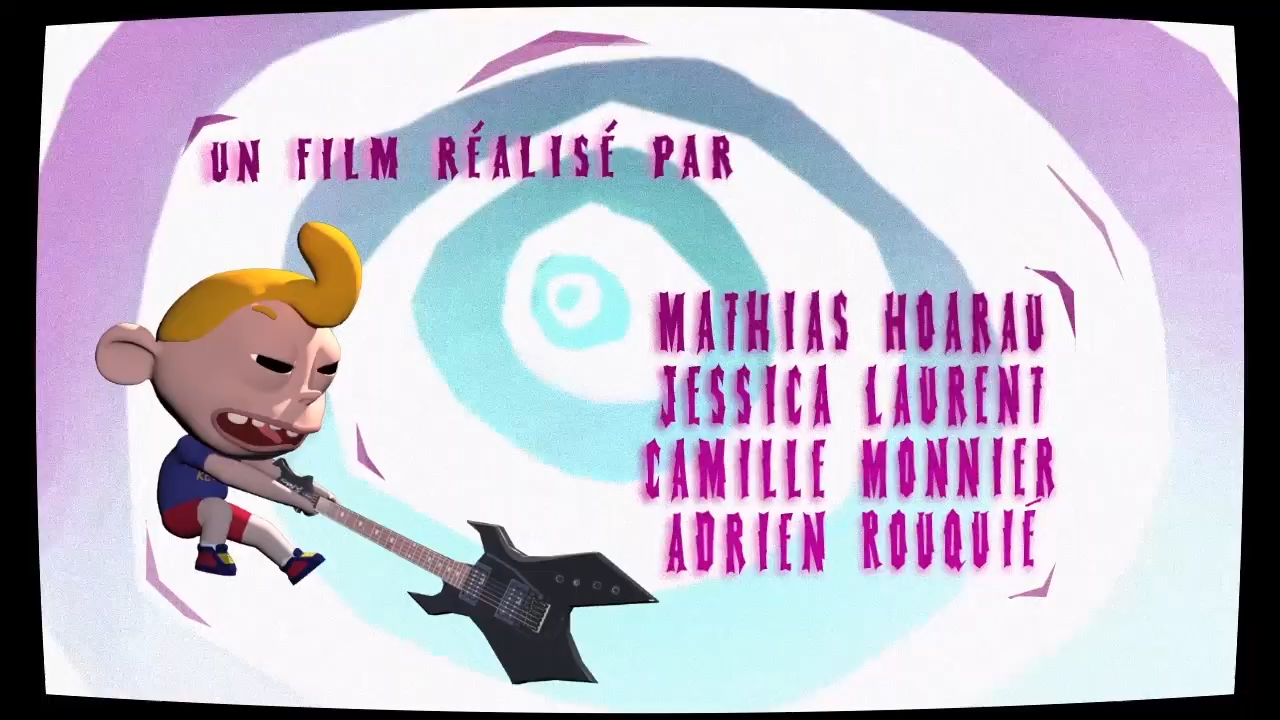 UN FILM RÉALISÉ PAR
MATHIAS HOARAU
JESSICA LAURENT
CAMILLE MONNIER
ADRIEN ROUQUIÉ